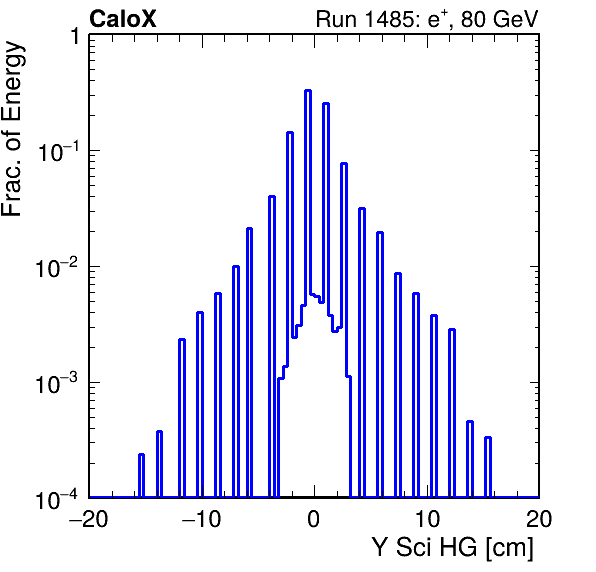 CaloX Run 1485: e⁺, 80 GeV
Frac. of Energy
1
10⁻¹
10⁻²
10⁻³
10⁻⁴
−20 −10 0 10 20
Y Sci HG [cm]